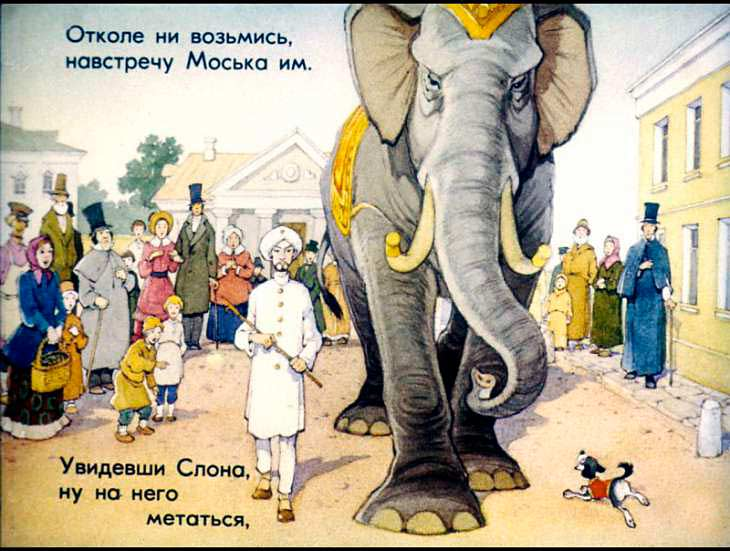 Отколе ни возьмись,
навстречу Моська им.
Увидевши Слона,
ну на него
метаться,